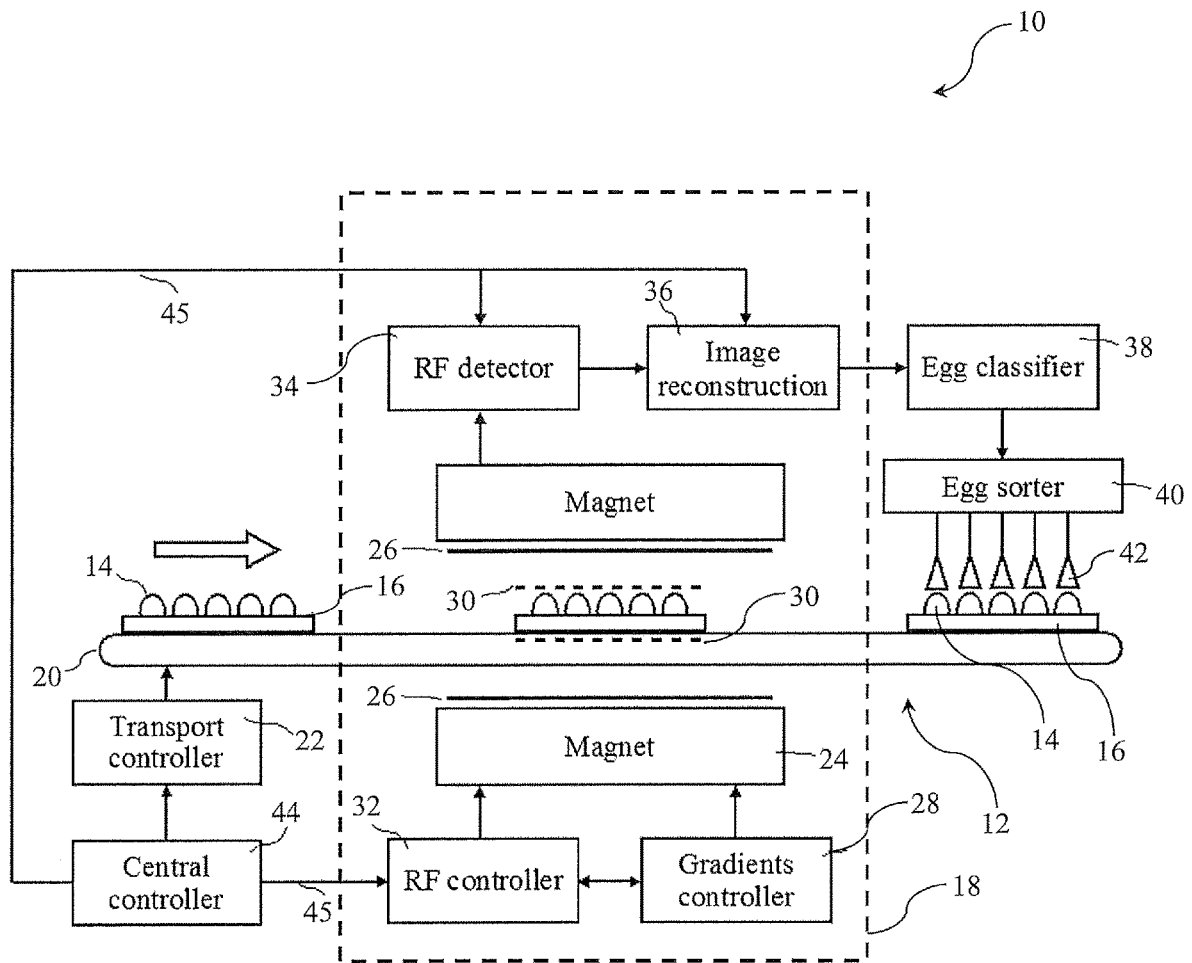 10
45
36
34
RF detector
Image
reconstruction
Egg classifier
38
Magnet
Egg sorter
40
26
14
16
30
30
42
20
26
Transport
controller
22
Magnet
24
14
16
12
44
32
28
Central
controller
45
RF controller
Gradients
controller
18